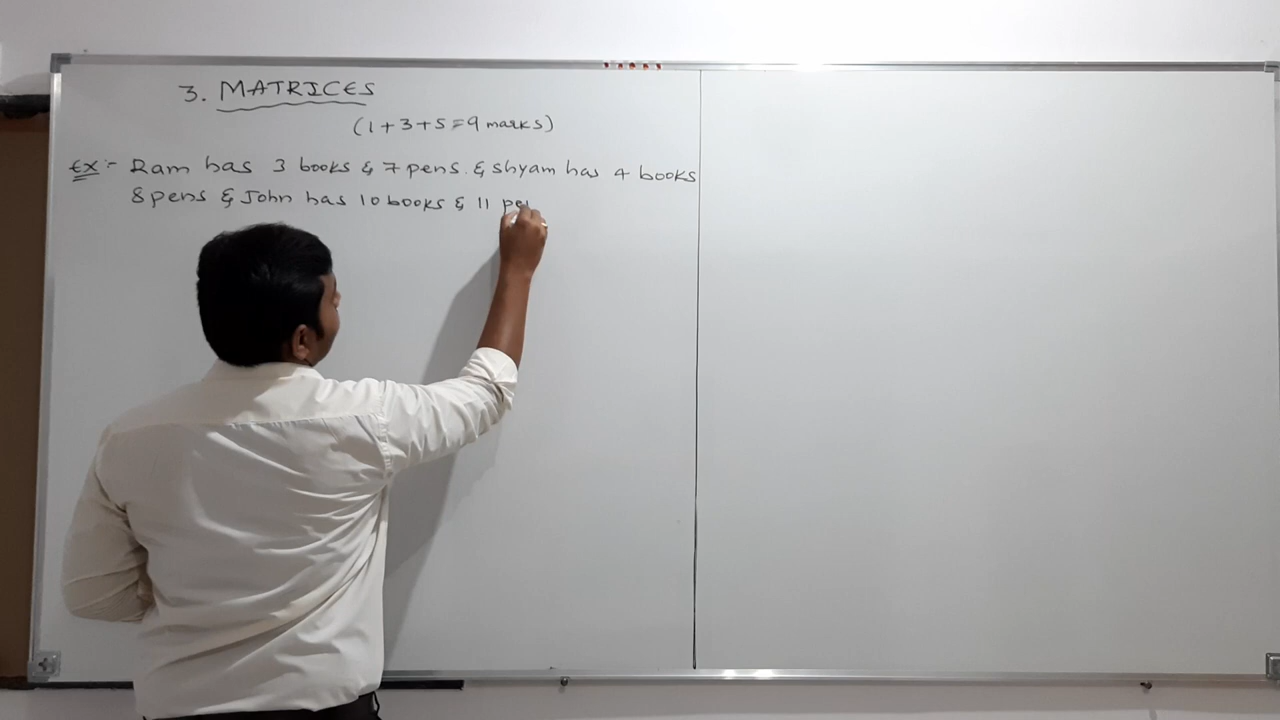 3. MATRICES
(1+3+5=9 marks)
Ex:- Ram has 3 books & 7 pens. & shyam has 4 books
8 pens & John has 10 books & 11 pe